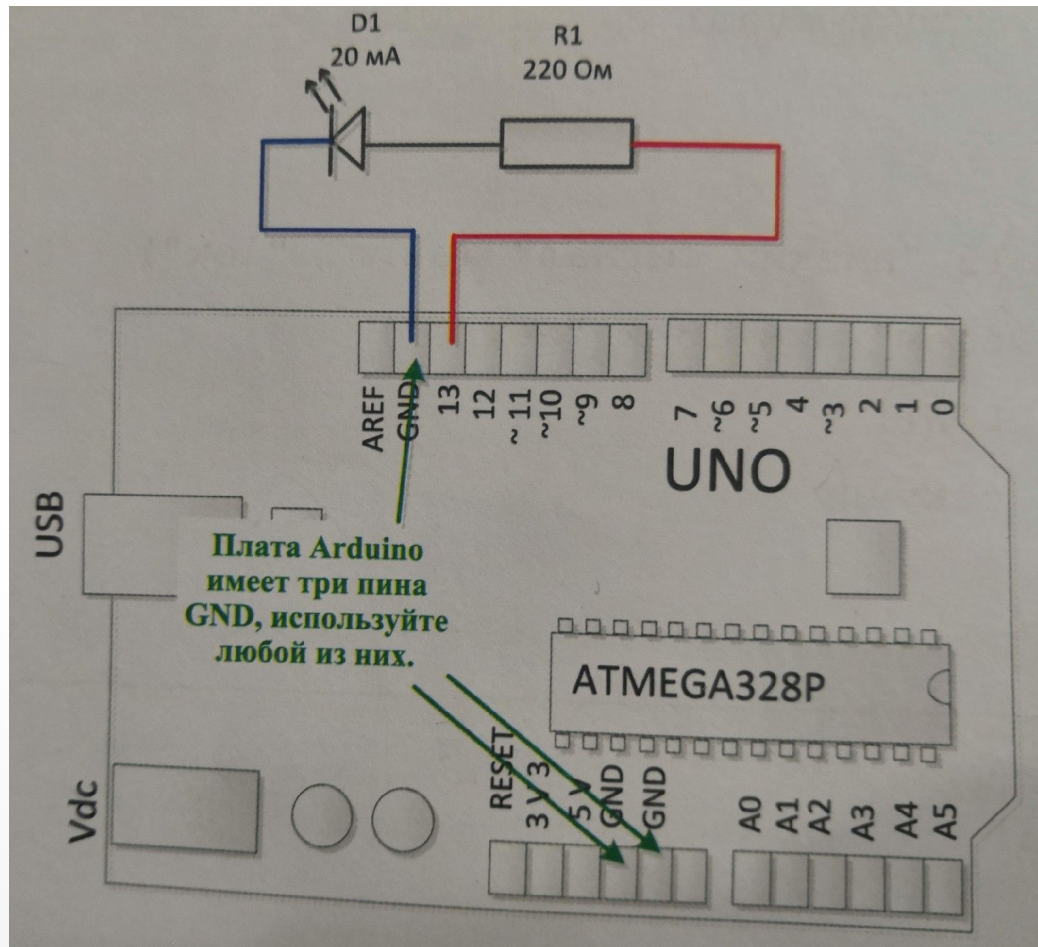 D1
20 мА
R1
220 Ом
AREF
GND
13
12
~11
~10
~9
8
7
~6
~5
4
~3
2
1
0
UNO
USB
Плата Arduino
имеет три пина
GND, используйте
любой из них.
ATMEGA328P
Vdc
RESET
3 V 3
5 V
GND
GND
A0
A1
A2
A3
A4
A5